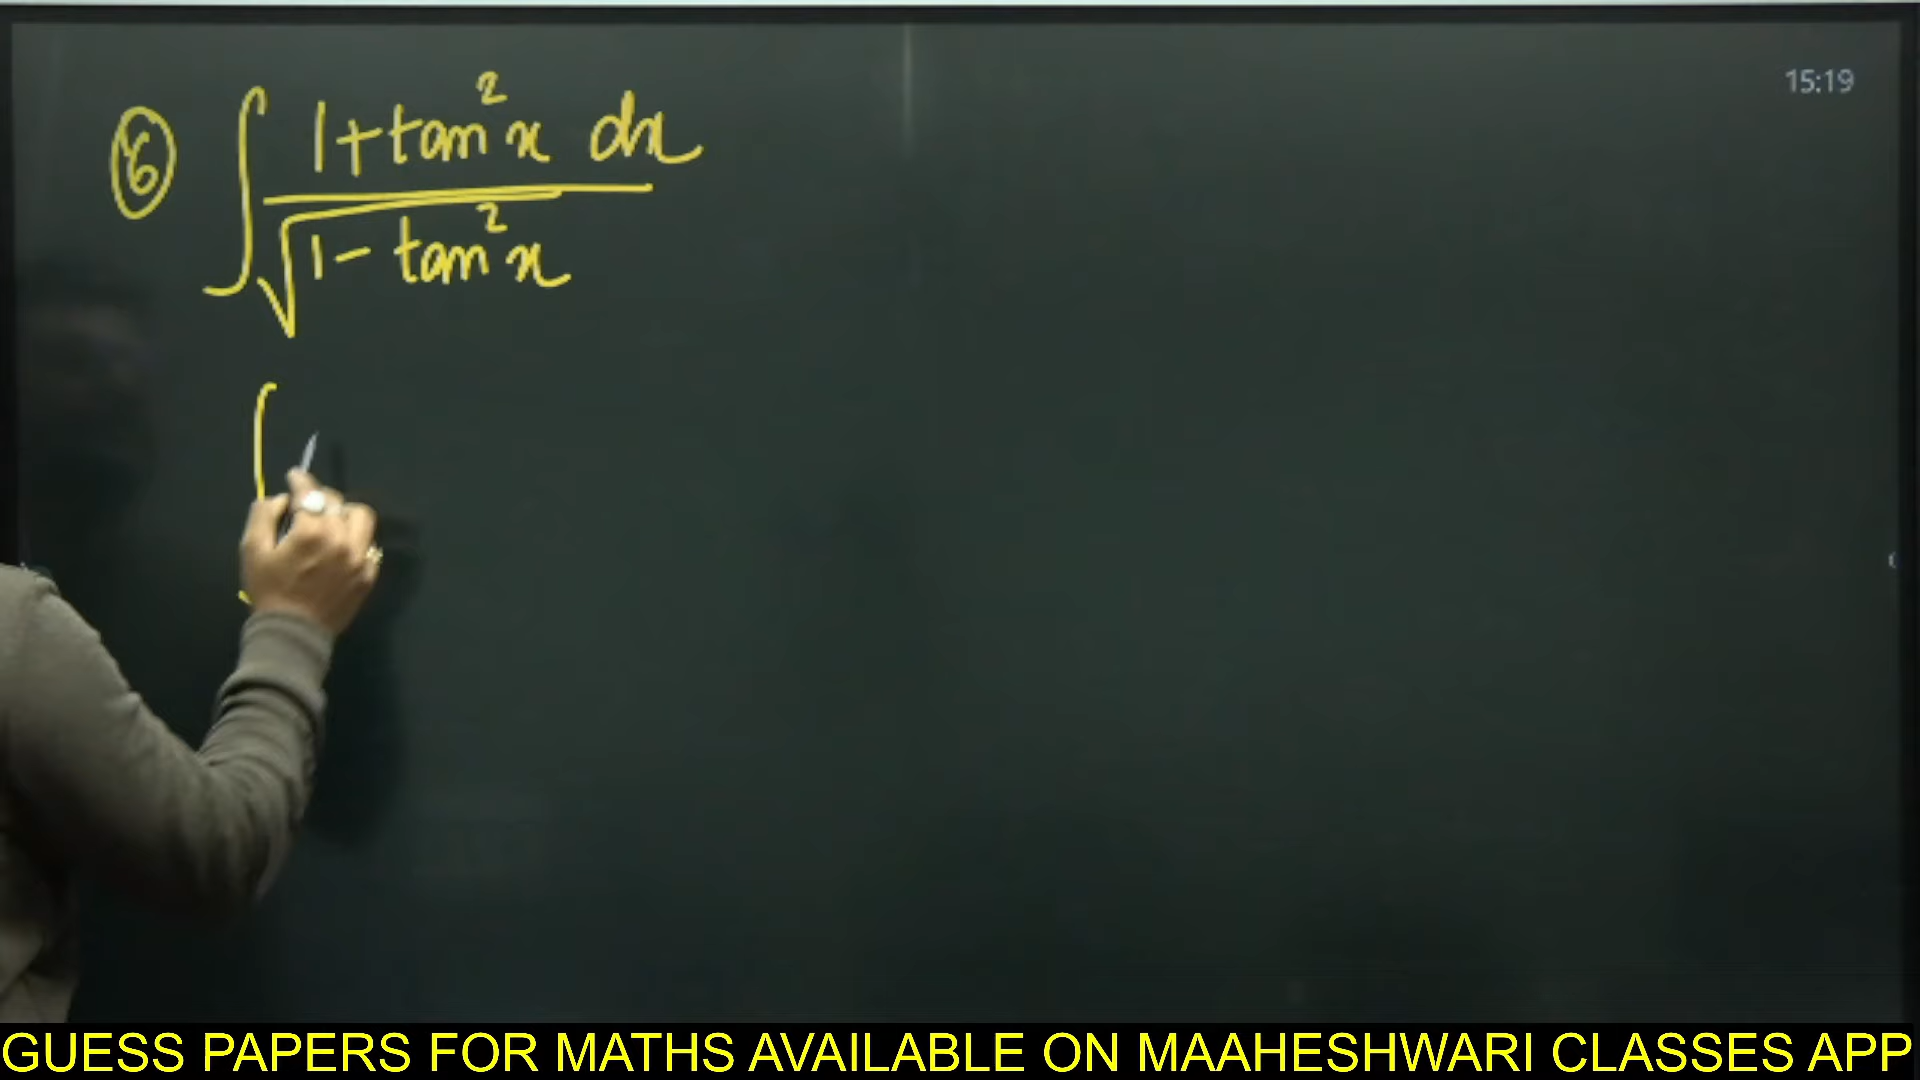 15:19
⑥ ∫ 1+tan²x dx
√1-tan²x
∫
GUESS PAPERS FOR MATHS AVAILABLE ON MAAHESHWARI CLASSES APP